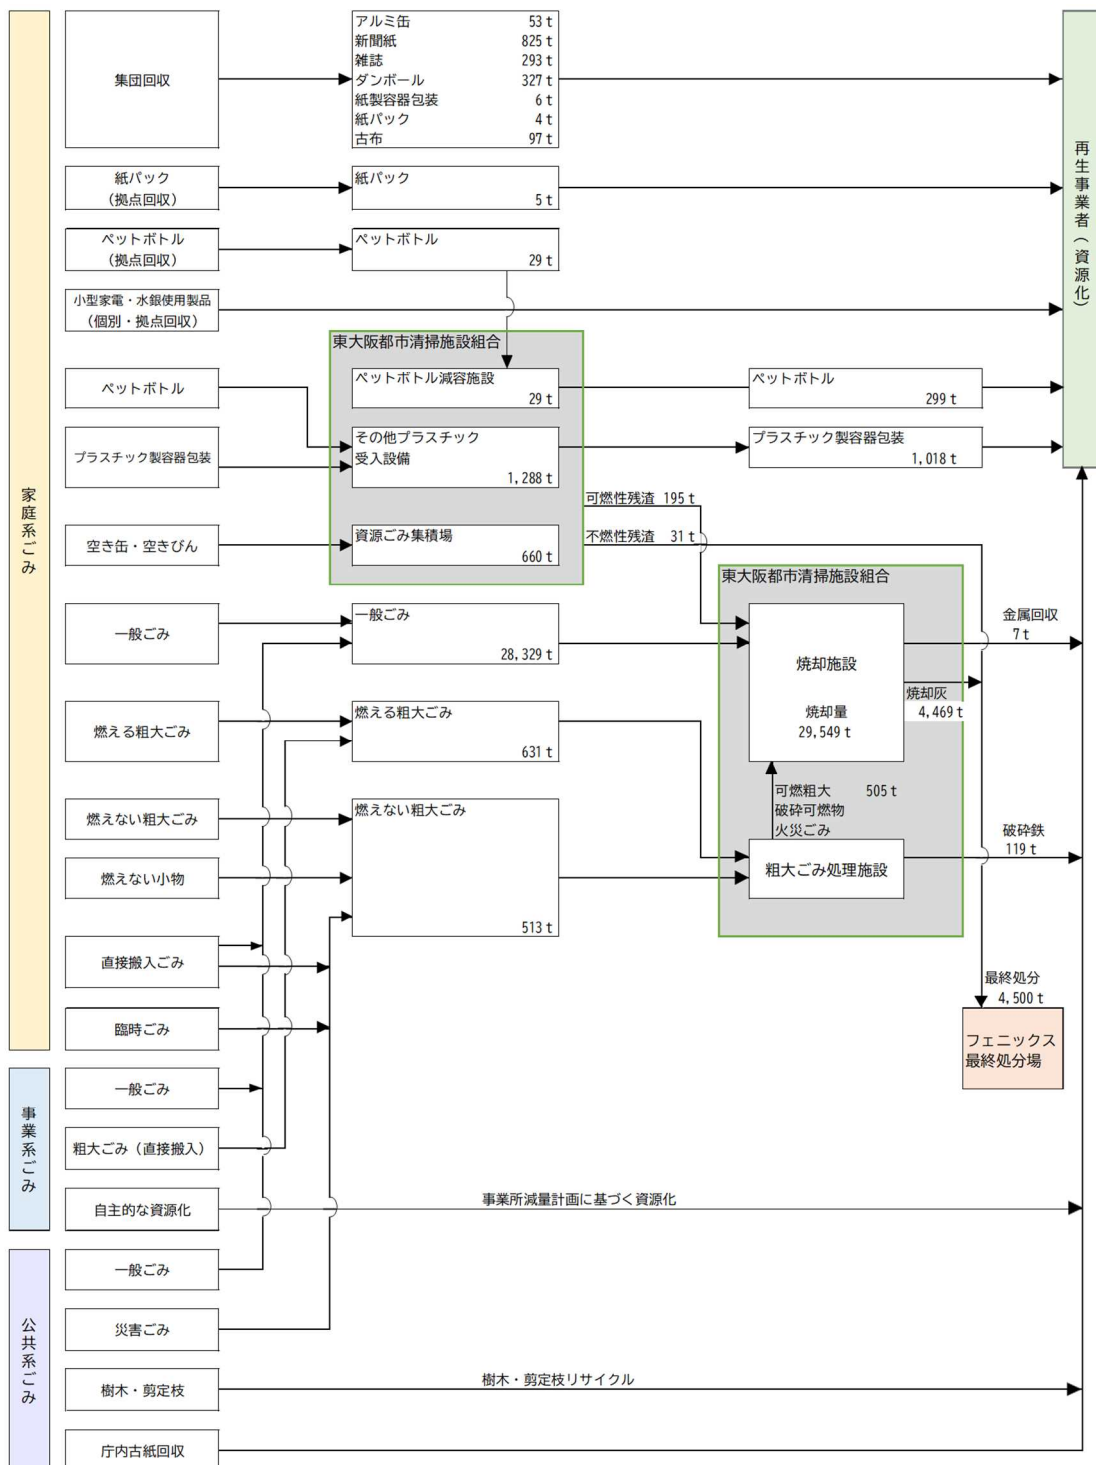 家庭系ごみ
集団回収
アルミ缶 53 t
新聞紙 825 t
雑誌 293 t
ダンボール 327 t
紙製容器包装 6 t
紙パック 4 t
古布 97 t
再生事業者（資源化）
紙パック
（拠点回収）
紙パック
5 t
ペットボトル
（拠点回収）
ペットボトル
29 t
小型家電・水銀使用製品
（個別・拠点回収）
東大阪都市清掃施設組合
ペットボトル
ペットボトル減容施設
29 t
ペットボトル
299 t
プラスチック製容器包装
その他プラスチック
受入設備
1,288 t
プラスチック製容器包装
1,018 t
可燃性残渣 195 t
空き缶・空きびん
資源ごみ集積場
660 t
不燃性残渣 31 t
東大阪都市清掃施設組合
一般ごみ
一般ごみ
28,329 t
焼却施設
焼却量
29,549 t
金属回収
7 t
焼却灰
4,469 t
燃える粗大ごみ
燃える粗大ごみ
631 t
可燃粗大 505 t
破砕可燃物
火災ごみ
燃えない粗大ごみ
燃えない粗大ごみ
513 t
燃えない小物
粗大ごみ処理施設
破砕鉄
119 t
直接搬入ごみ
臨時ごみ
最終処分
4,500 t
フェニックス
最終処分場
事業系ごみ
一般ごみ
粗大ごみ（直接搬入）
自主的な資源化
事業所減量計画に基づく資源化
公共系ごみ
一般ごみ
災害ごみ
樹木・剪定枝
樹木・剪定枝リサイクル
庁内古紙回収